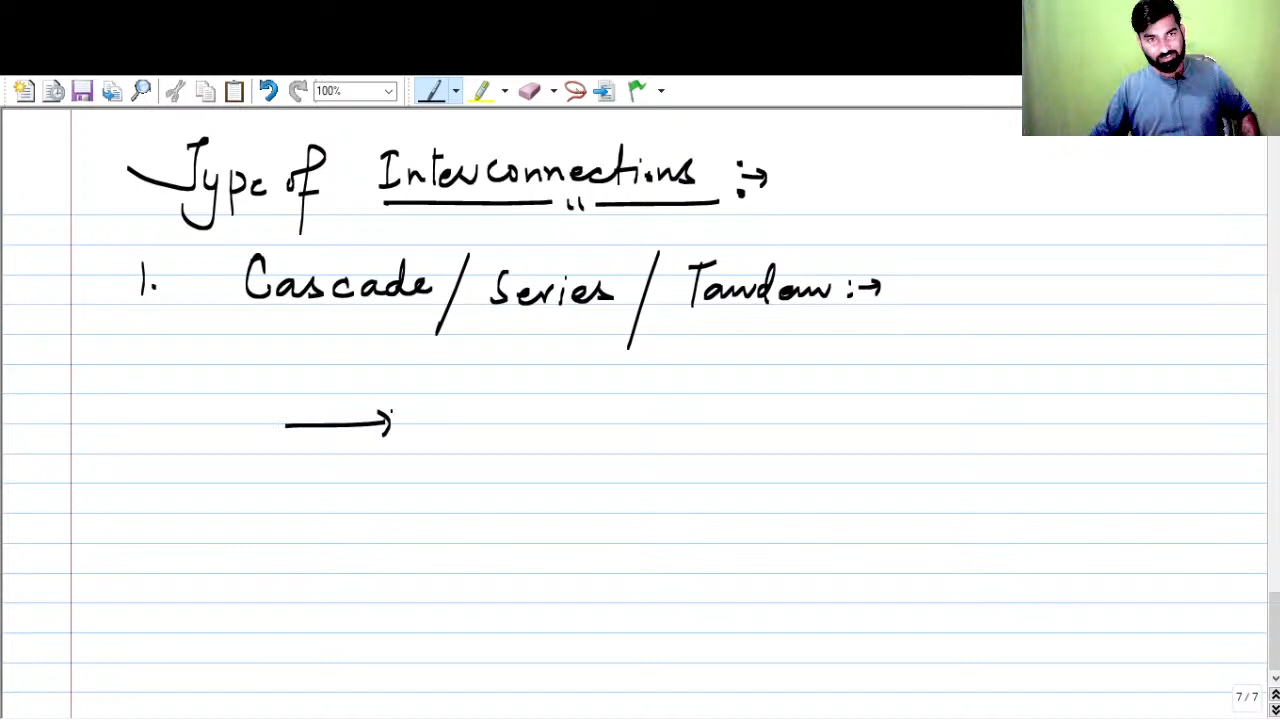 100%
Type of Interconnections :→
1. Cascade / Series / Tandem :→
7/7